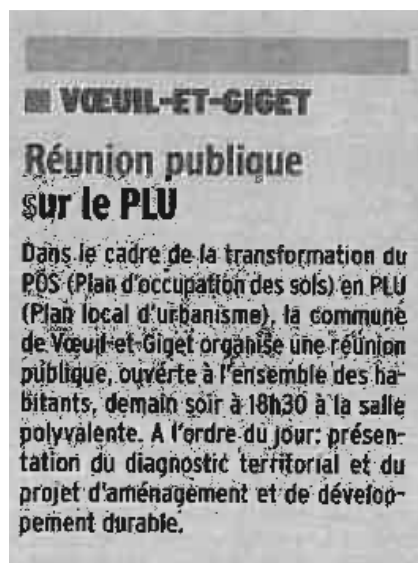 VŒUIL-ET-GIGET
Réunion publique
sur le PLU
Dans le cadre de la transformation du
POS (Plan d'occupation des sols) en PLU
(Plan local d'urbanisme), la commune
de Vœuil-et-Giget organise une réunion
publique, ouverte à l'ensemble des ha-
bitants, demain soir à 18h30 à la salle
polyvalente. A l'ordre du jour: présen-
tation du diagnostic territorial et du
projet d'aménagement et de dévelop-
pement durable.